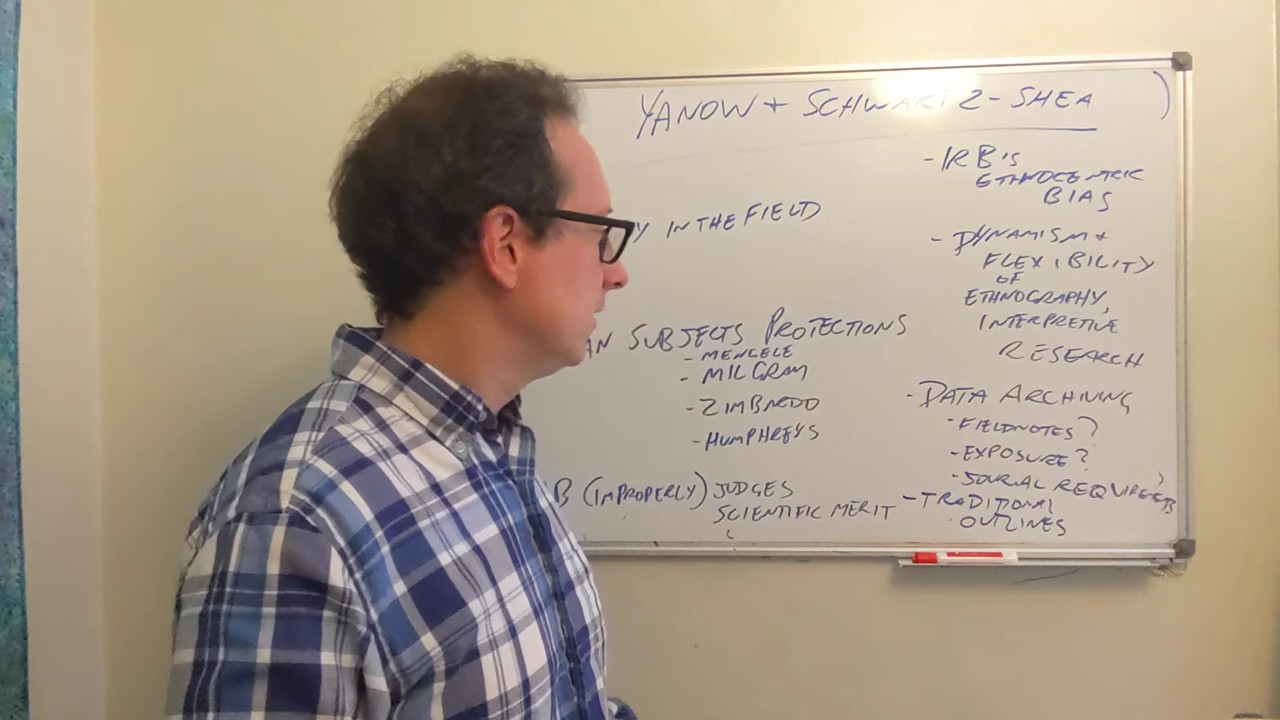 YANOW + SCHWARTZ-SHEA )
Y IN THE FIELD
AN SUBJECTS PROTECTIONS
- MENGELE
- MILGRAM
- ZIMBARDO
- HUMPHREYS
B (IMPROPERLY) JUDGES
SCIENTIFIC MERIT
- IRB'S
ETHNOCENTRIC
BIAS
- DYNAMISM +
FLEXIBILITY
OF
ETHNOGRAPHY,
INTERPRETIVE
RESEARCH
- DATA ARCHIVING
- FIELDNOTES?
- EXPOSURE?
- JOURNAL REQUIREMENTS?
- TRADITIONAL
OUTLINES